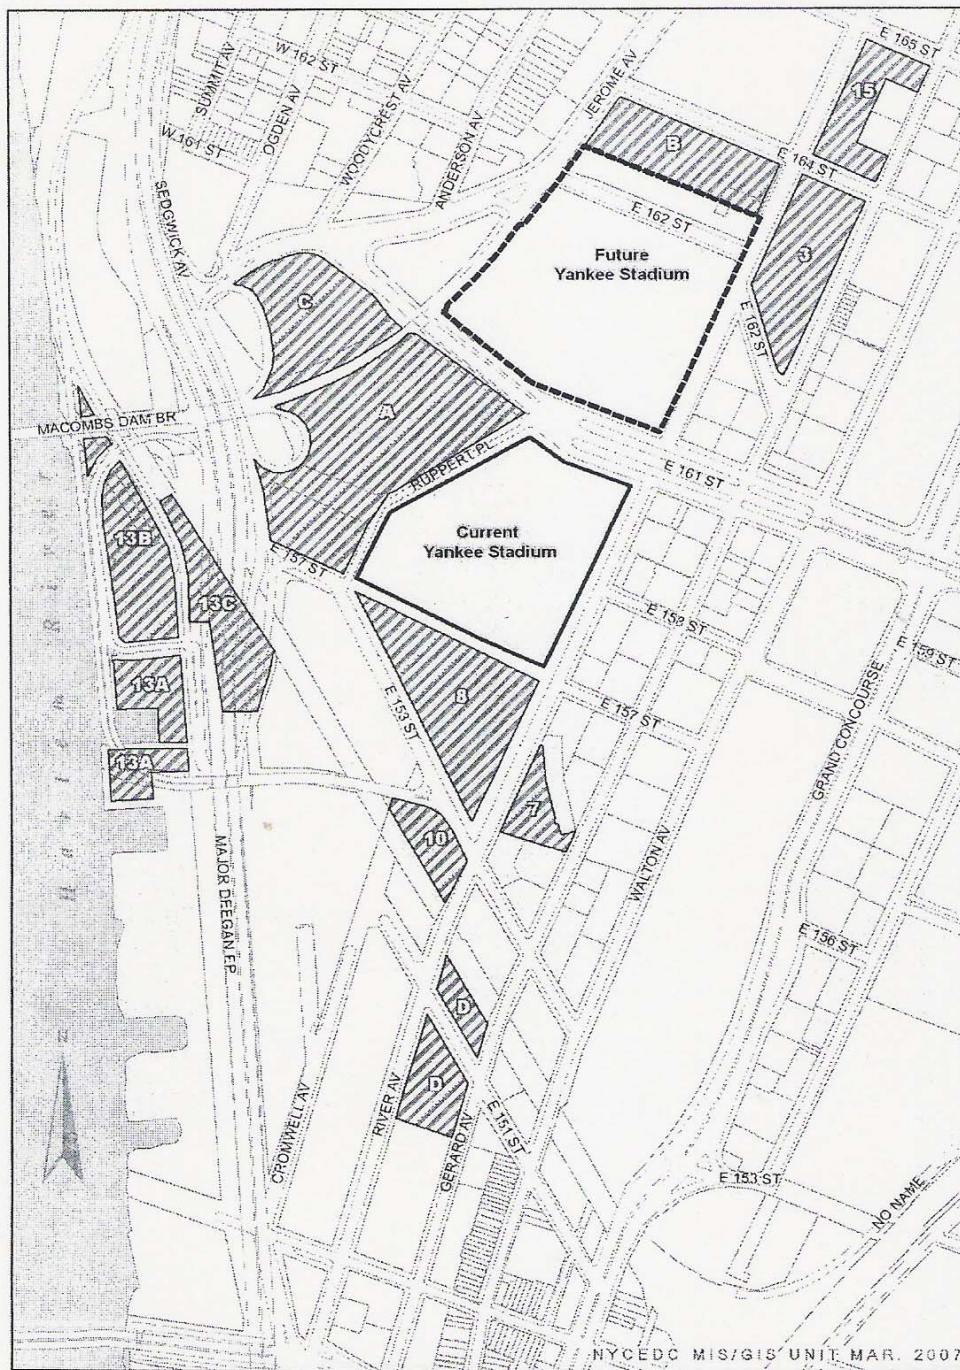 E 165 ST
W 162 ST
SUMMIT AV
OGDEN AV
WOODYCREST AV
JEROME AV
15
W 161 ST
ANDERSON AV
B
E 164 ST
SEDGWICK AV
E 162 ST
Future
Yankee Stadium
3
C
E 162 ST
A
MACOMBS DAM BR
RUPPERT PL
E 161 ST
Current
Yankee Stadium
13B
E 157 ST
13C
E 158 ST
E 159 ST
13A
8
E 153 ST
E 157 ST
GRAND CONCOURSE
13A
7
10
WALTON AV
MAJOR DEEGAN EP
E 156 ST
D
D
RIVER AV
CROMWELL AV
GERARD AV
E 151 ST
E 153 ST
NO NAME
NYCEDC MIS/GIS UNIT MAR. 2007